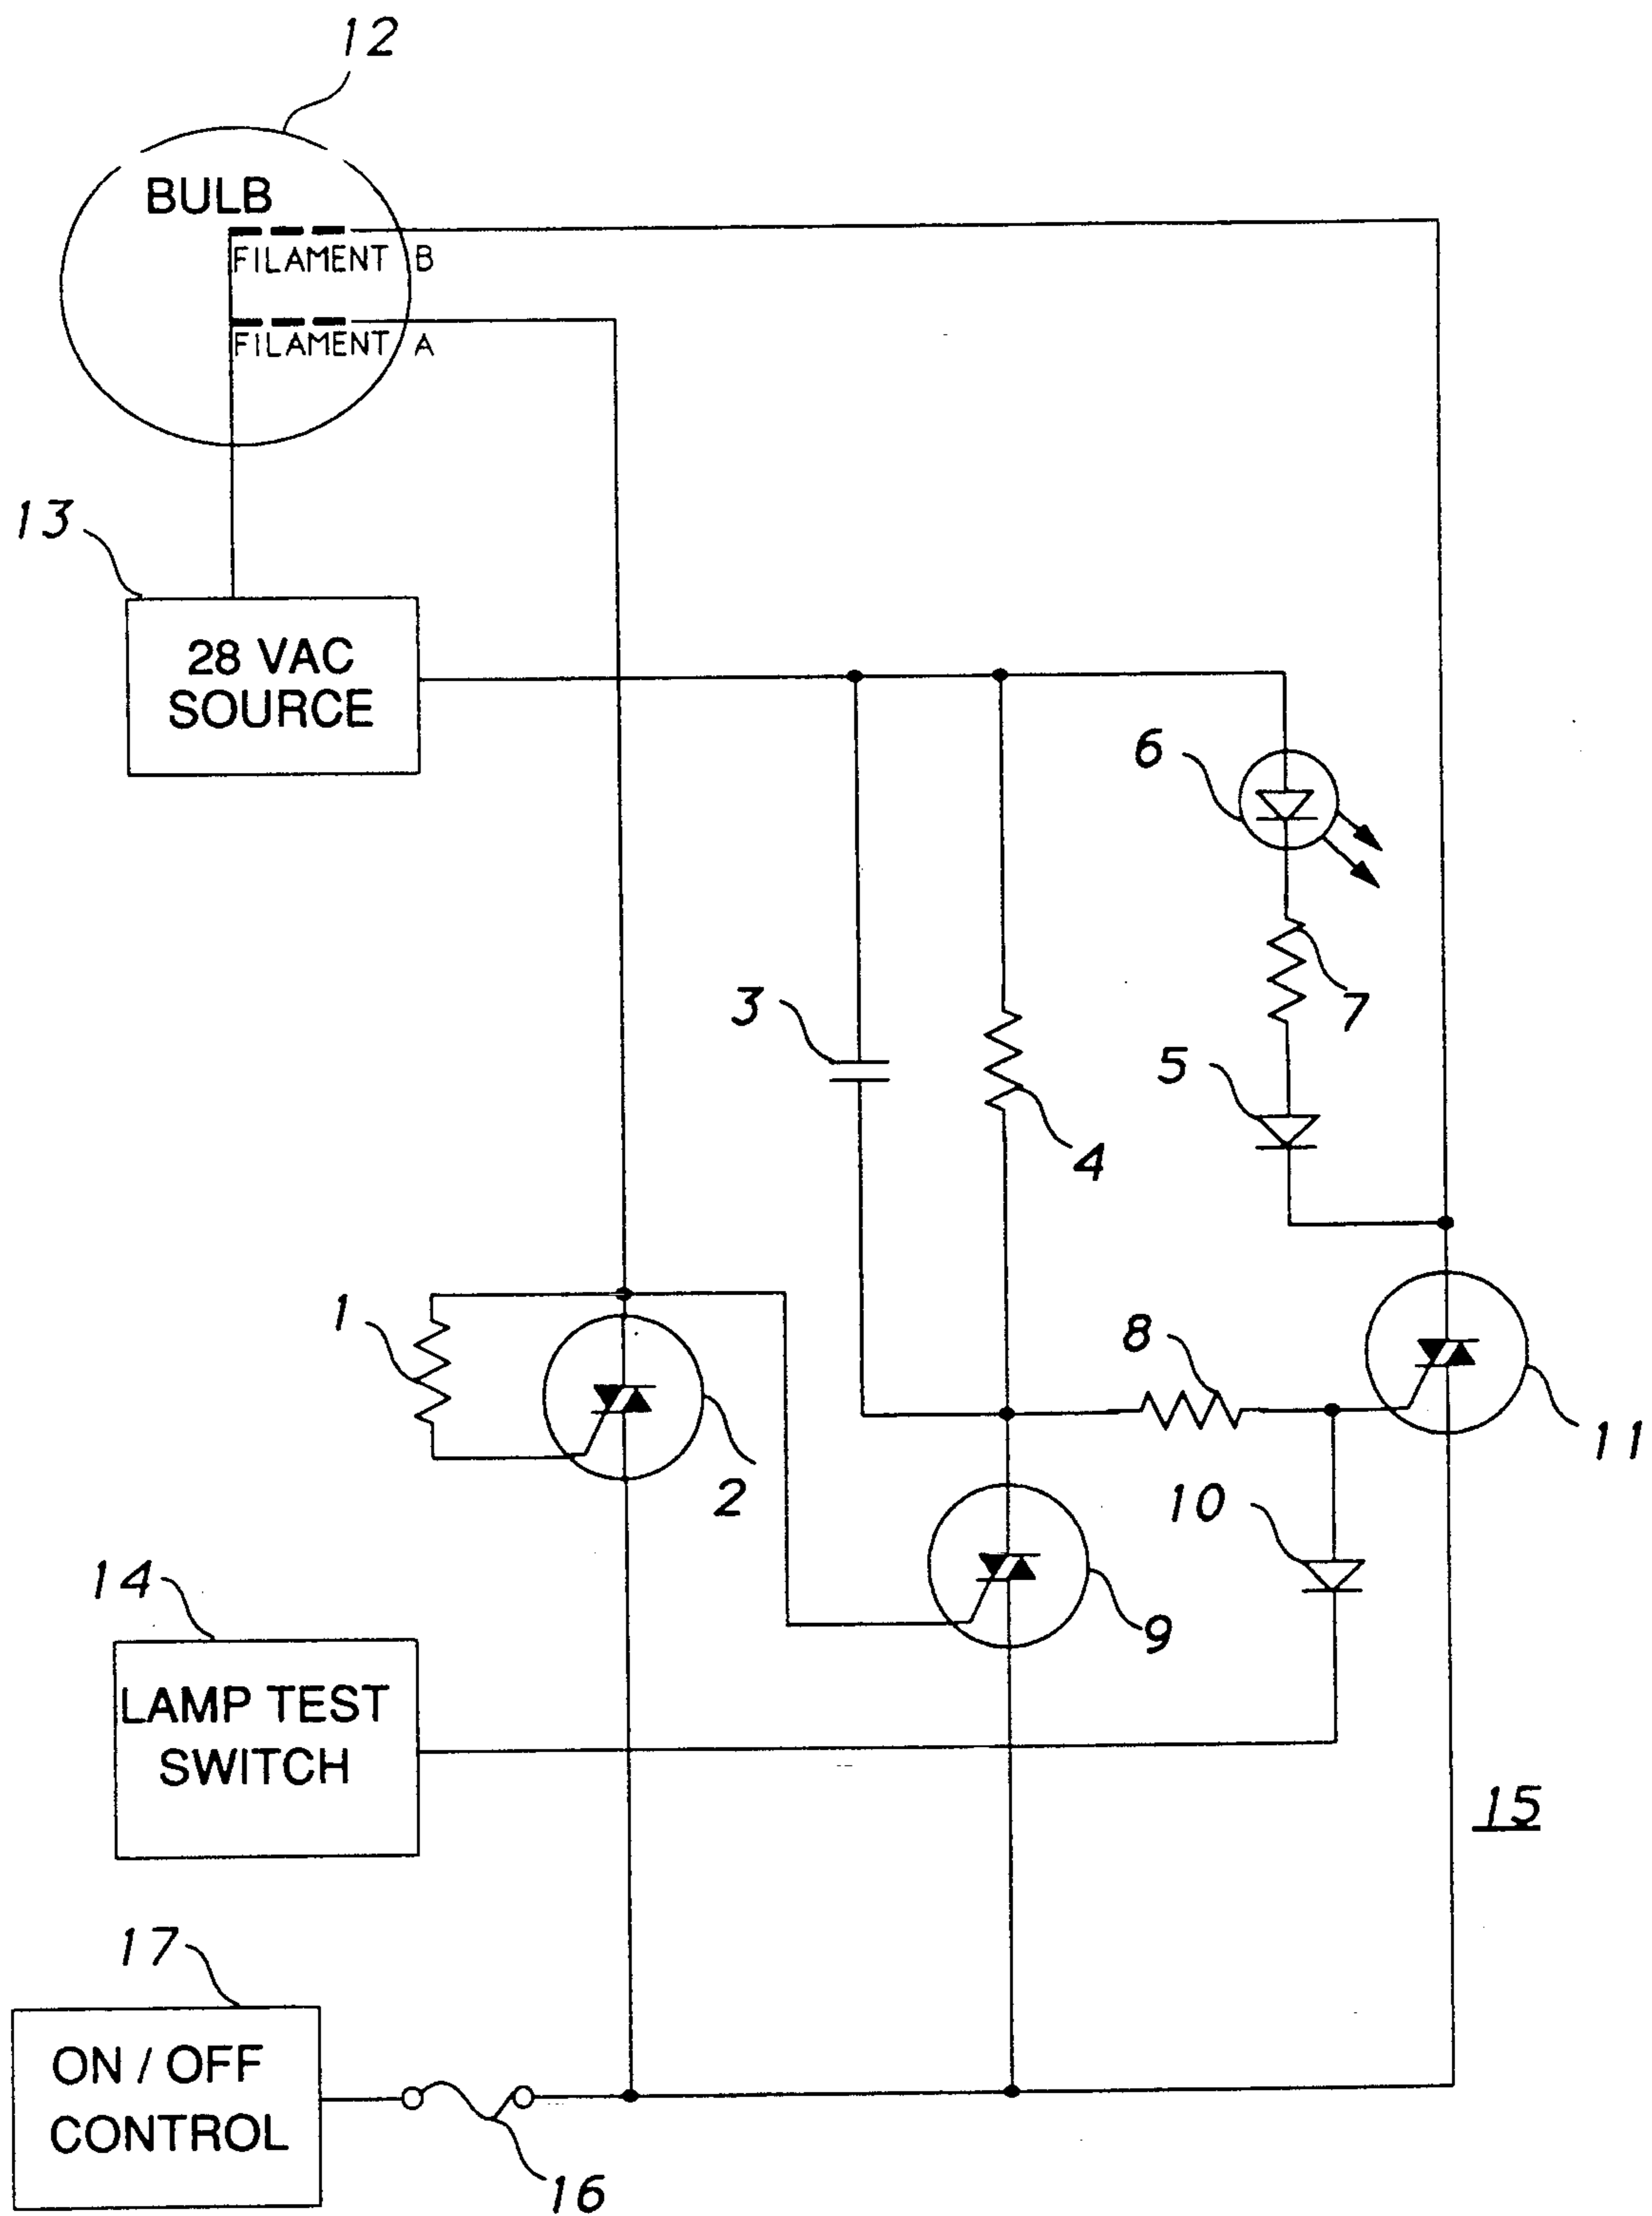 12
BULB
FILAMENT B
FILAMENT A
13
28 VAC
SOURCE
6
7
3
5
4
1
8
2
11
10
14
9
LAMP TEST
SWITCH
15
17
ON / OFF
CONTROL
16